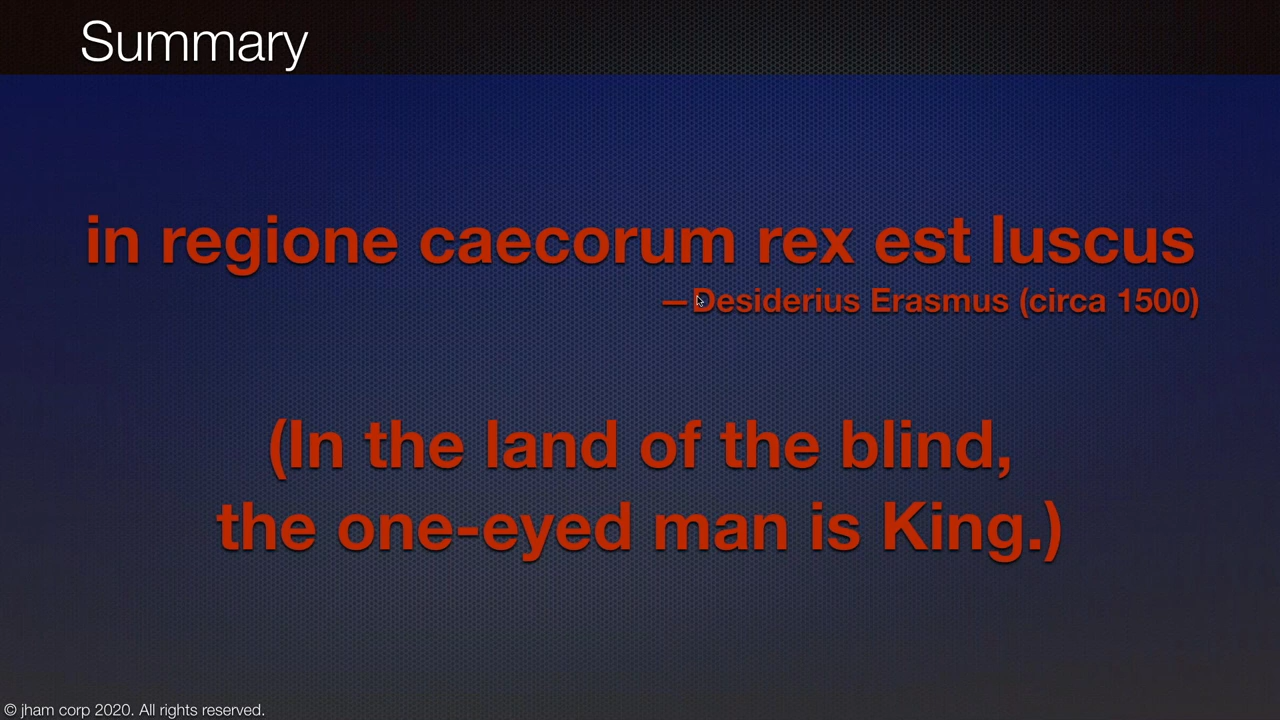 Summary
in regione caecorum rex est luscus
—Desiderius Erasmus (circa 1500)
(In the land of the blind,
the one-eyed man is King.)
© jham corp 2020. All rights reserved.